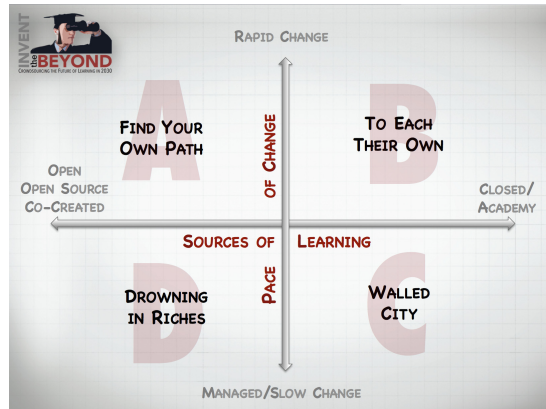 INVENT
the BEYOND
CROWDSOURCING THE FUTURE OF LEARNING IN 2030
RAPID CHANGE
A
FIND YOUR
OWN PATH
B
TO EACH
THEIR OWN
OPEN
OPEN SOURCE
CO-CREATED
CLOSED/
ACADEMY
SOURCES OF LEARNING
PACE OF CHANGE
D
DROWNING
IN RICHES
C
WALLED
CITY
MANAGED/SLOW CHANGE